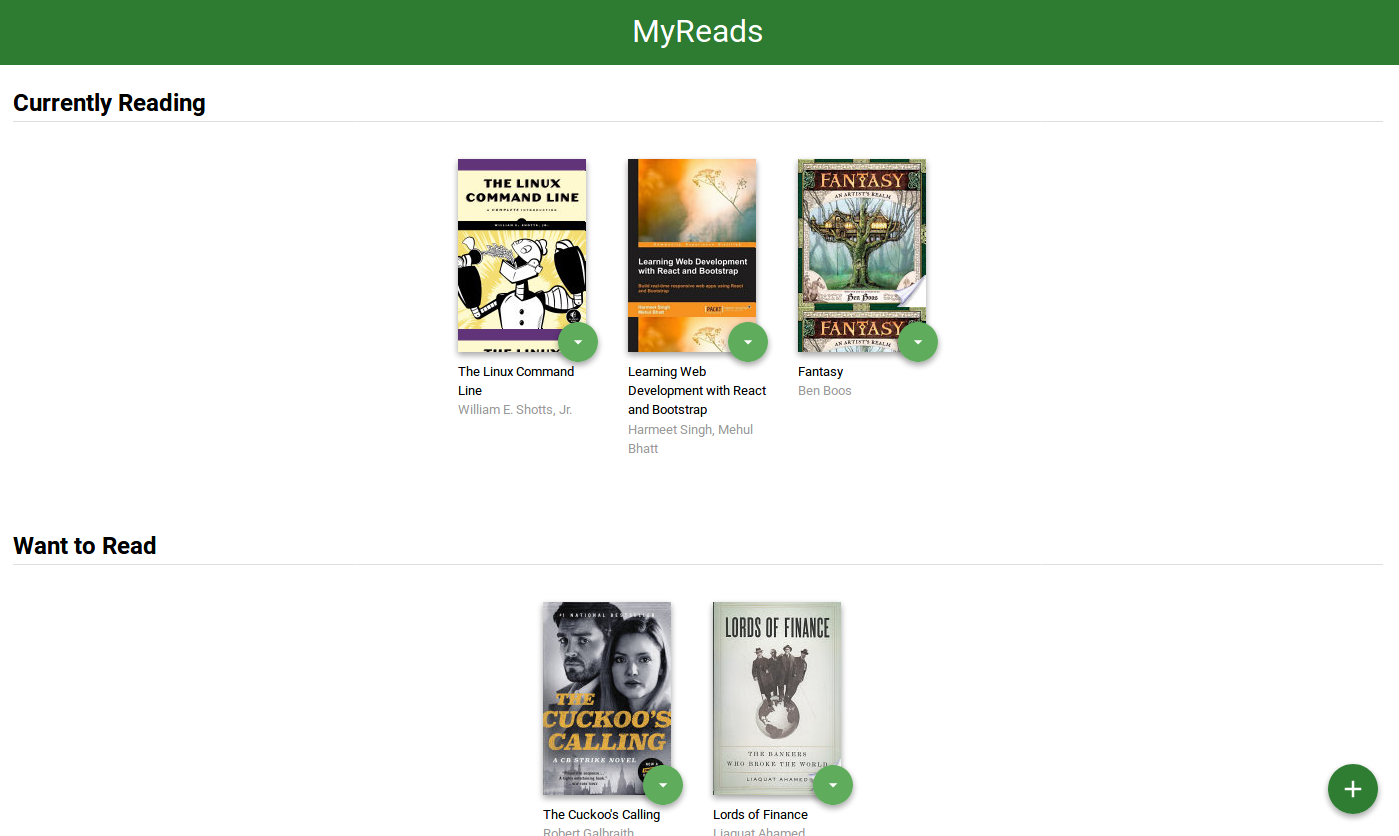 MyReads
Currently Reading
THE LINUX
COMMAND LINE
A COMPLETE INTRODUCTION
WILLIAM E. SHOTTS, JR.
THE LINUX
Learning Web Development
with React and Bootstrap
Build real-time responsive web apps using React
and Bootstrap
Harmeet Singh
Mehul Bhatt
PACKT
FANTASY
AN ARTIST'S REALM
Ben Boos
FANTASY
AN ARTIST'S REALM
The Linux Command
Line
William E. Shotts, Jr.
Learning Web
Development with React
and Bootstrap
Harmeet Singh, Mehul
Bhatt
Fantasy
Ben Boos
Want to Read
#1 NATIONAL BESTSELLER
THE
CUCKOO'S
CALLING
A CB STRIKE NOVEL
LORDS OF FINANCE
THE BANKERS
WHO BROKE THE WORLD
LIAQUAT AHAMED
The Cuckoo's Calling
Robert Galbraith
Lords of Finance
Liaquat Ahamed